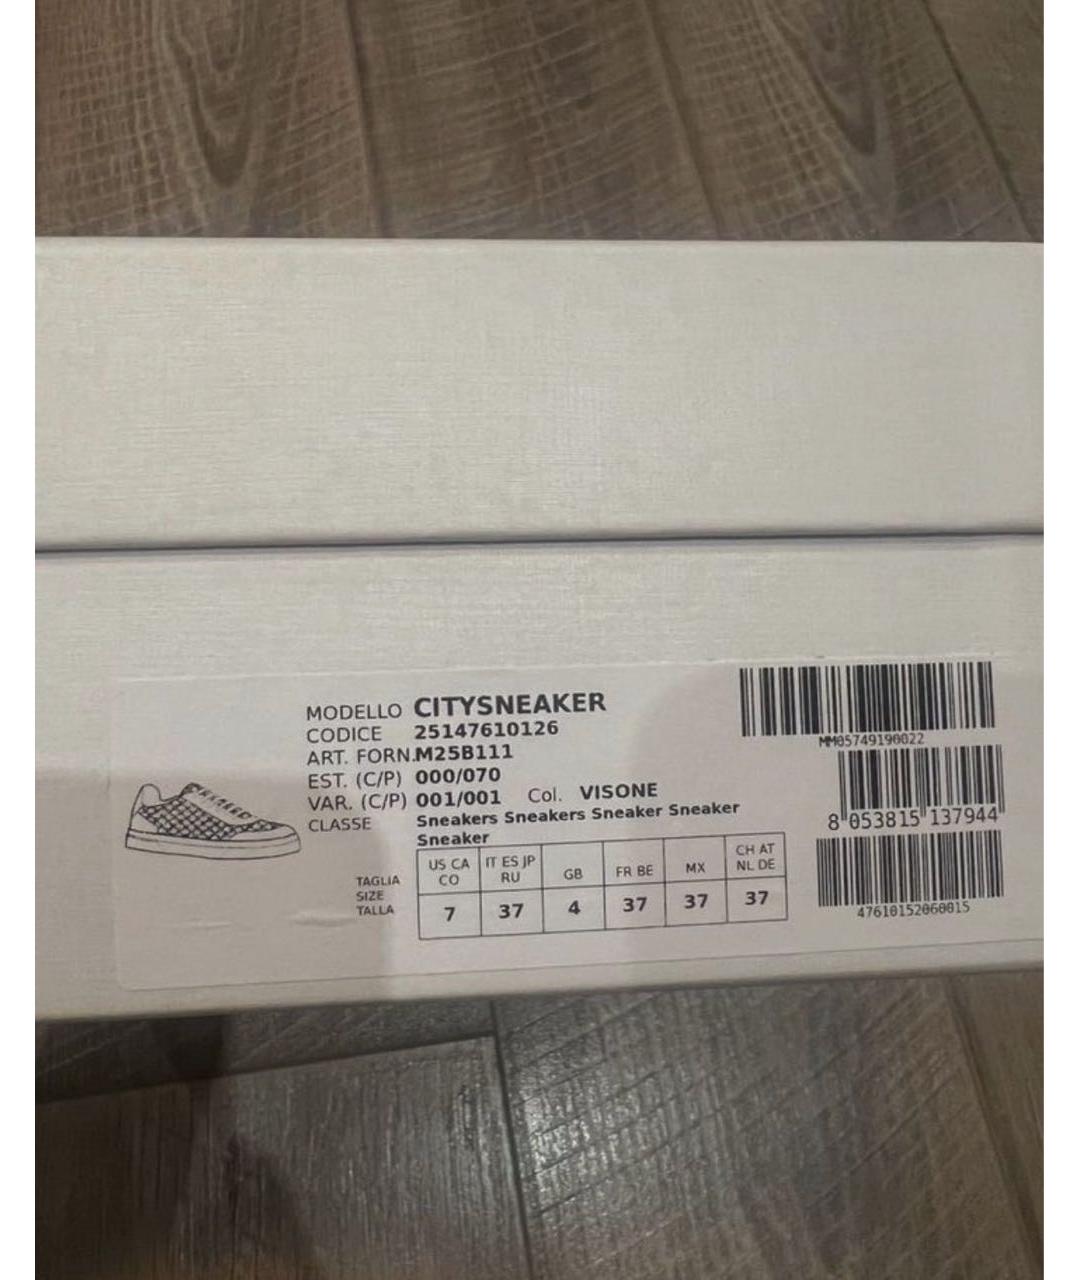 MODELLO CITYSNEAKER
CODICE 25147610126
ART. FORN.M25B111
EST. (C/P) 000/070
VAR. (C/P) 001/001 Col. VISONE
CLASSE Sneakers Sneakers Sneaker Sneaker
Sneaker
TAGLIA
SIZE
TALLA
US CA
CO
IT ES JP
RU
GB
FR BE
MX
CH AT
NL DE
7 37 4 37 37 37
MM05749190022
8 053815 137944
47610152060015